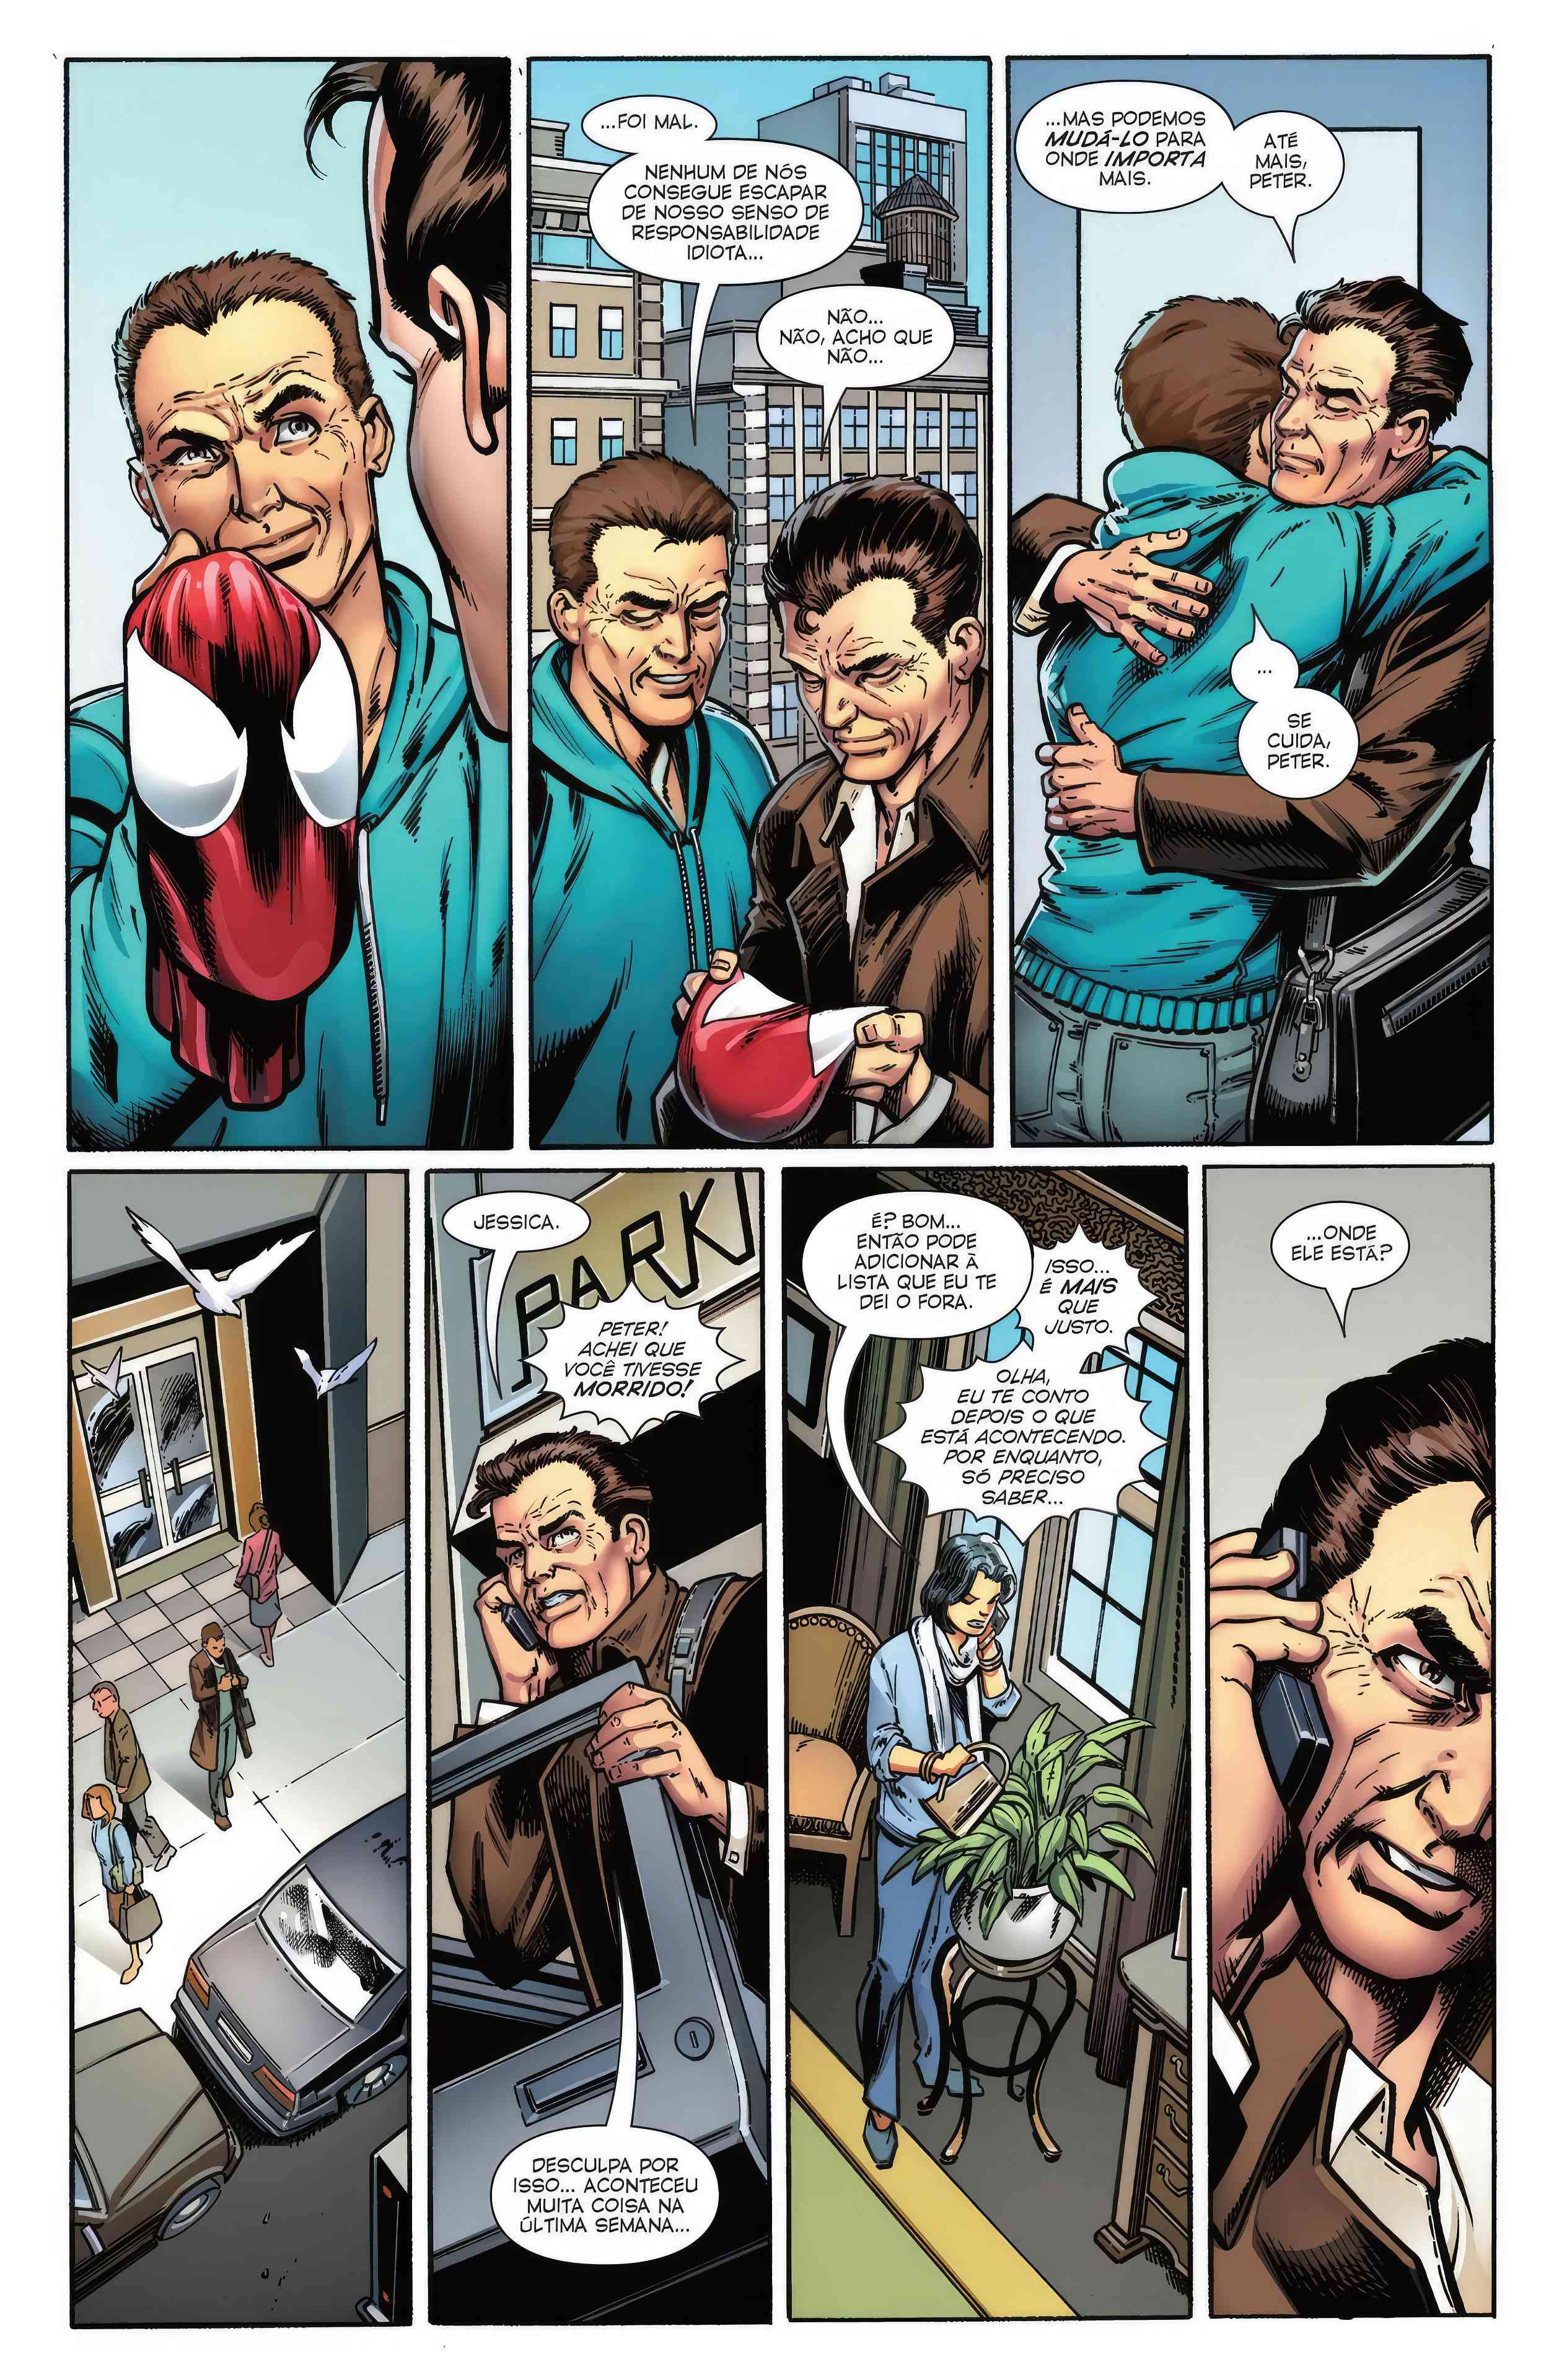 ...FOI MAL.
NENHUM DE NÓS
CONSEGUE ESCAPAR
DE NOSSO SENSO DE
RESPONSABILIDADE
IDIOTA...
NÃO...
NÃO, ACHO QUE
NÃO...
...MAS PODEMOS
MUDÁ-LO PARA
ONDE IMPORTA
MAIS.
ATÉ
MAIS,
PETER.
...
SE
CUIDA,
PETER.
JESSICA.
PARKI
PETER!
ACHEI QUE
VOCÊ TIVESSE
MORRIDO!
DESCULPA POR
ISSO... ACONTECEU
MUITA COISA NA
ÚLTIMA SEMANA...
É? BOM...
ENTÃO PODE
ADICIONAR À
LISTA QUE EU TE
DEI O FORA.
ISSO...
É MAIS
QUE
JUSTO.
OLHA,
EU TE CONTO
DEPOIS O QUE
ESTÁ ACONTECENDO.
POR ENQUANTO,
SÓ PRECISO
SABER...
...ONDE
ELE ESTÁ?